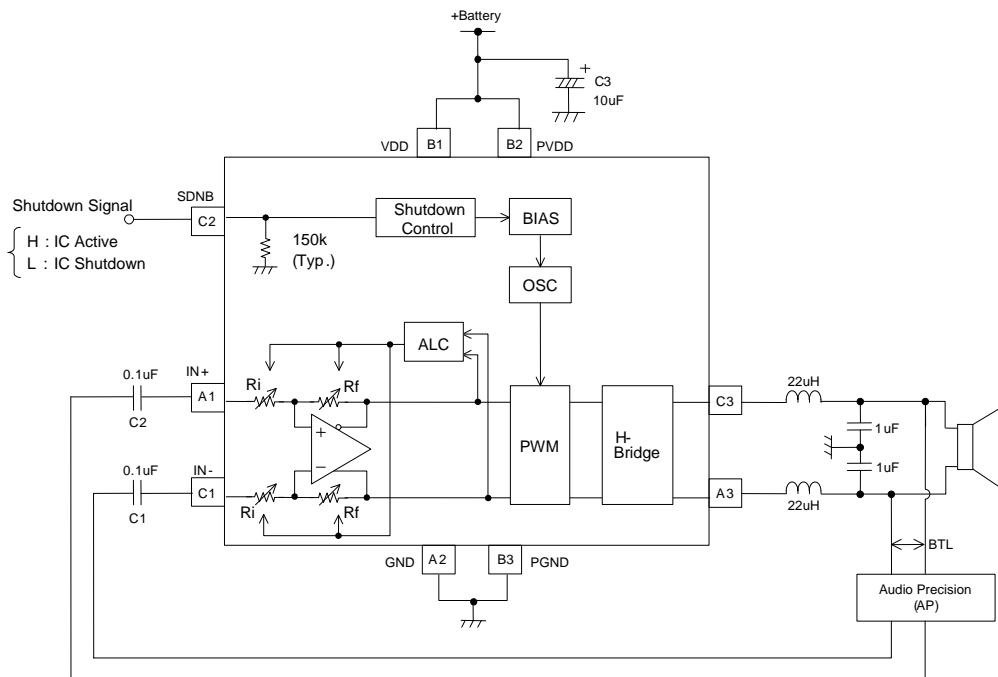 +Battery
+
C3
10uF
VDD
B1
B2
PVDD
SDNB
Shutdown Signal
C2
H : IC Active
L : IC Shutdown
150k
(Typ.)
Shutdown
Control
BIAS
OSC
ALC
0.1uF
IN+
A1
C2
Ri
Rf
+
-
PWM
H-
Bridge
C3
22uH
1uF
1uF
0.1uF
IN-
C1
C1
Ri
Rf
A3
22uH
GND
A2
B3
PGND
BTL
Audio Precision
(AP)